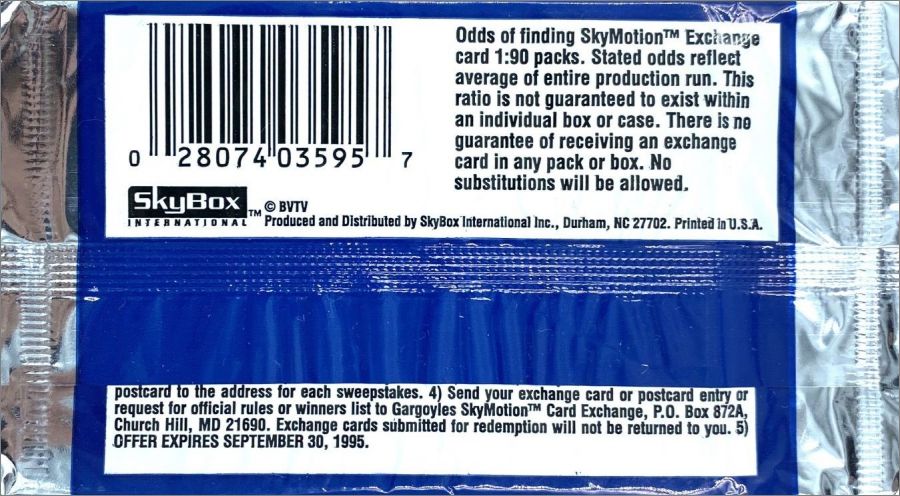 0 28074 03595 7
Odds of finding SkyMotion™ Exchange
card 1:90 packs. Stated odds reflect
average of entire production run. This
ratio is not guaranteed to exist within
an individual box or case. There is no
guarantee of receiving an exchange
card in any pack or box. No
substitutions will be allowed.
SkyBox™
INTERNATIONAL
© BVTV
Produced and Distributed by SkyBox International Inc., Durham, NC 27702. Printed in U.S.A.
postcard to the address for each sweepstakes. 4) Send your exchange card or postcard entry or
request for official rules or winners list to Gargoyles SkyMotion™ Card Exchange, P.O. Box 872A,
Church Hill, MD 21690. Exchange cards submitted for redemption will not be returned to you. 5)
OFFER EXPIRES SEPTEMBER 30, 1995.